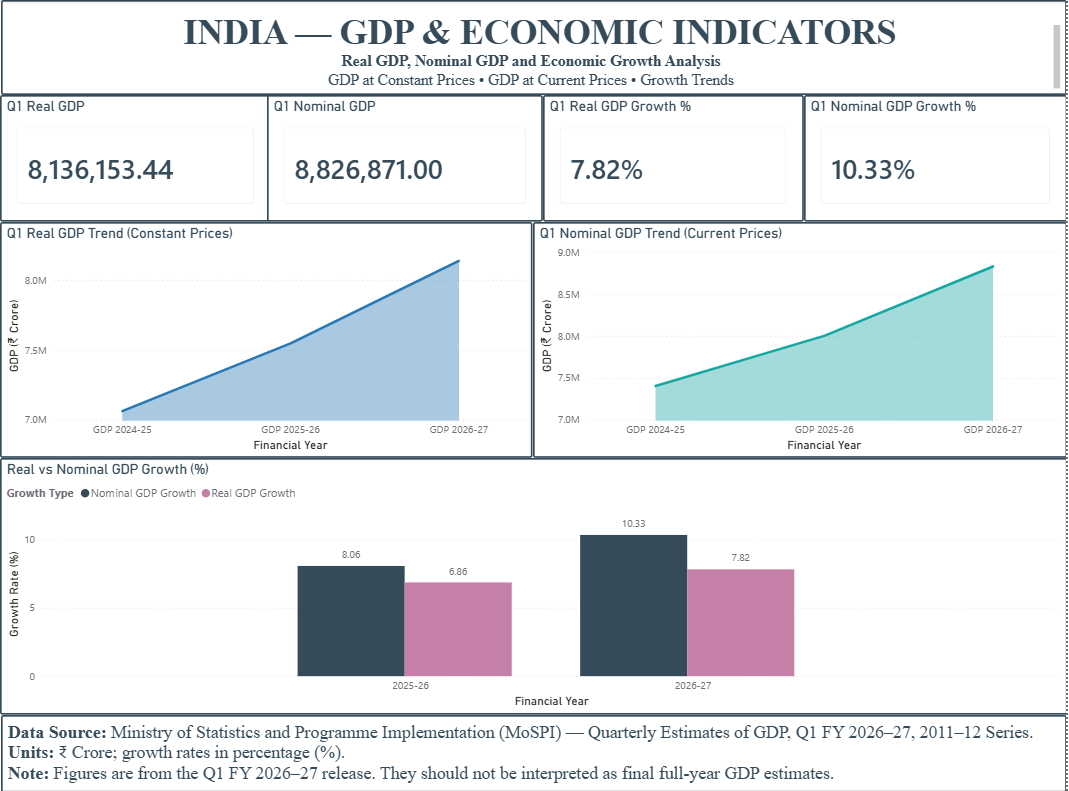 INDIA — GDP & ECONOMIC INDICATORS
Real GDP, Nominal GDP and Economic Growth Analysis
GDP at Constant Prices • GDP at Current Prices • Growth Trends
Q1 Real GDP
8,136,153.44
Q1 Nominal GDP
8,826,871.00
Q1 Real GDP Growth %
7.82%
Q1 Nominal GDP Growth %
10.33%
Q1 Real GDP Trend (Constant Prices)
GDP (₹ Crore)
8.0M
7.5M
7.0M
GDP 2024-25 GDP 2025-26 GDP 2026-27
Financial Year
Q1 Nominal GDP Trend (Current Prices)
GDP (₹ Crore)
9.0M
8.5M
8.0M
7.5M
7.0M
GDP 2024-25 GDP 2025-26 GDP 2026-27
Financial Year
Real vs Nominal GDP Growth (%)
Growth Type Nominal GDP Growth Real GDP Growth
Growth Rate (%)
10
5
0
8.06
6.86
10.33
7.82
2025-26 2026-27
Financial Year
Data Source: Ministry of Statistics and Programme Implementation (MoSPI) — Quarterly Estimates of GDP, Q1 FY 2026–27, 2011–12 Series.
Units: ₹ Crore; growth rates in percentage (%).
Note: Figures are from the Q1 FY 2026–27 release. They should not be interpreted as final full-year GDP estimates.